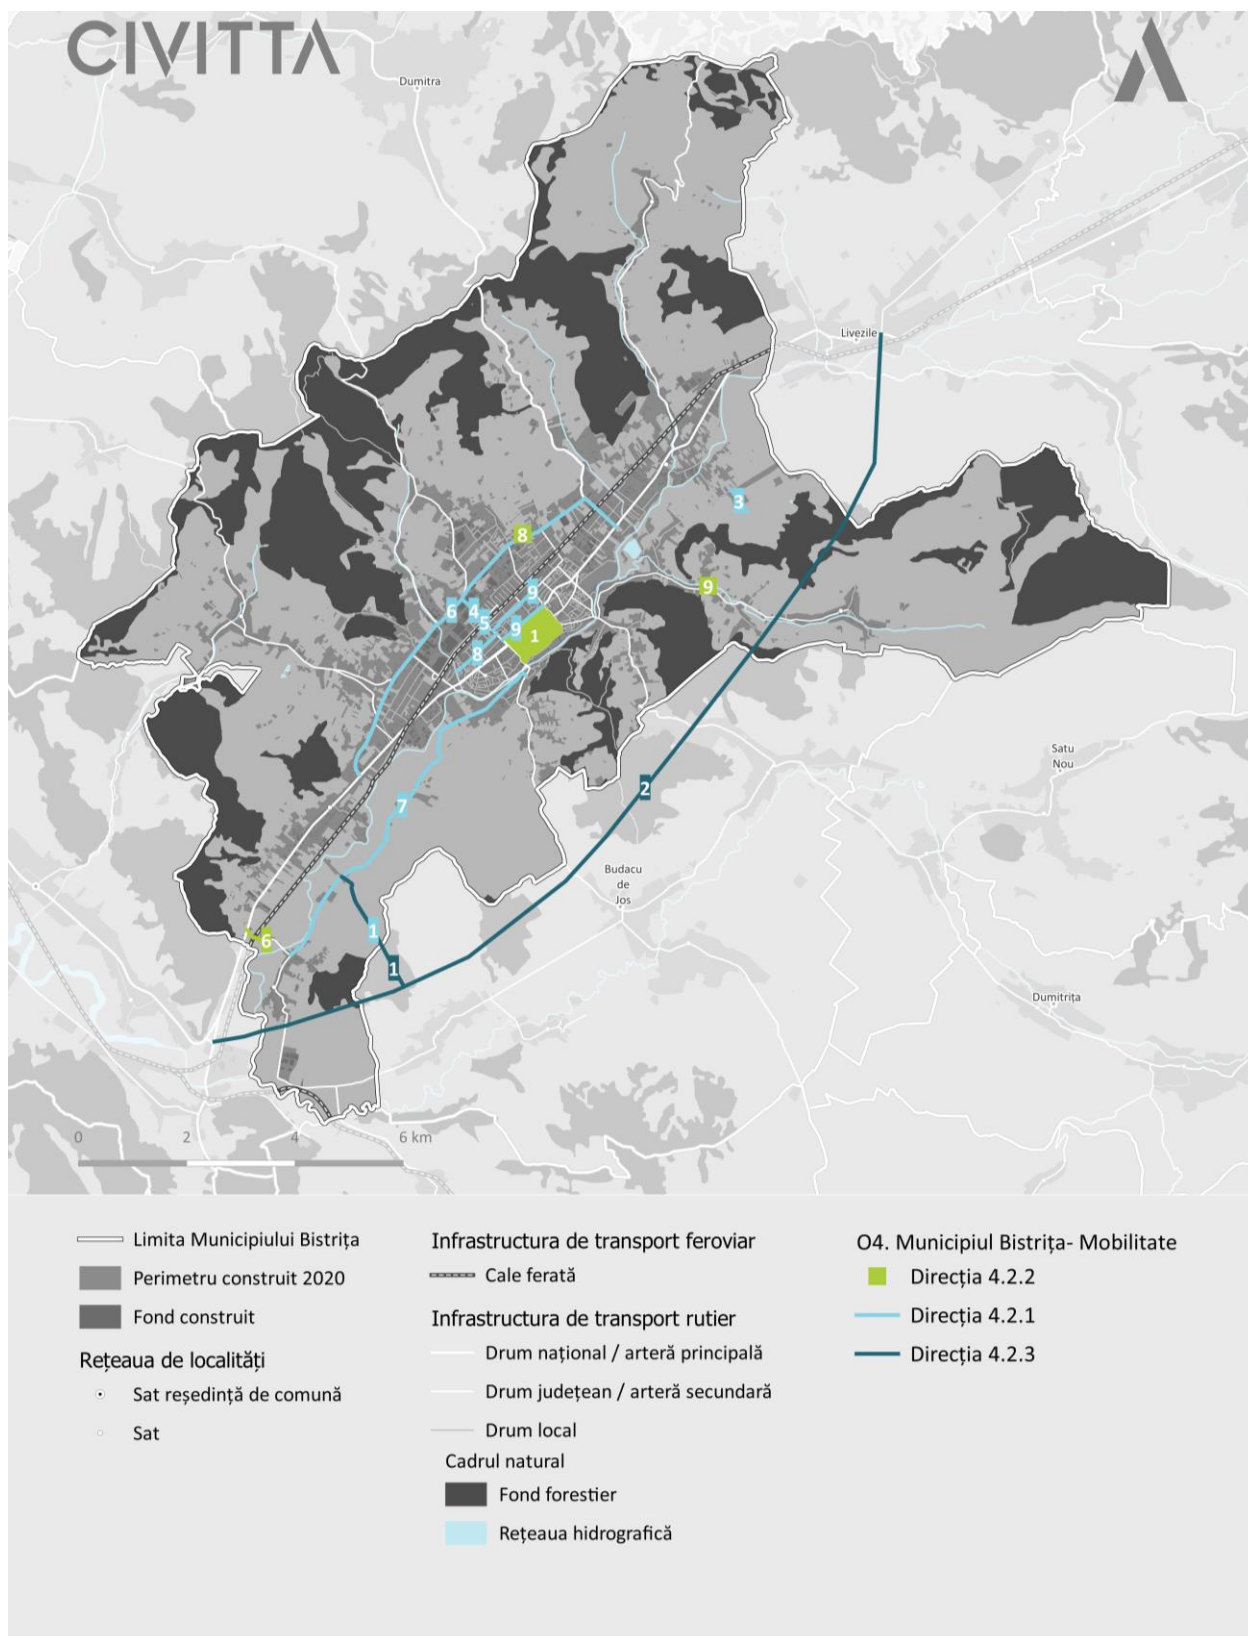 CIVITTA
Dumitra
Livezile
3
8
9
9
6
4
5
9
1
8
2
Satu
Nou
7
Budacu
de
Jos
1
6
1
Dumitrița
0 2 4 6 km
Limita Municipiului Bistrița
Perimetru construit 2020
Fond construit
Rețeaua de localități
Sat reședință de comună
Sat
Infrastructura de transport feroviar
Cale ferată
Infrastructura de transport rutier
Drum național / arteră principală
Drum județean / arteră secundară
Drum local
Cadrul natural
Fond forestier
Rețeaua hidrografică
O4. Municipiul Bistrița- Mobilitate
Direcția 4.2.2
Direcția 4.2.1
Direcția 4.2.3